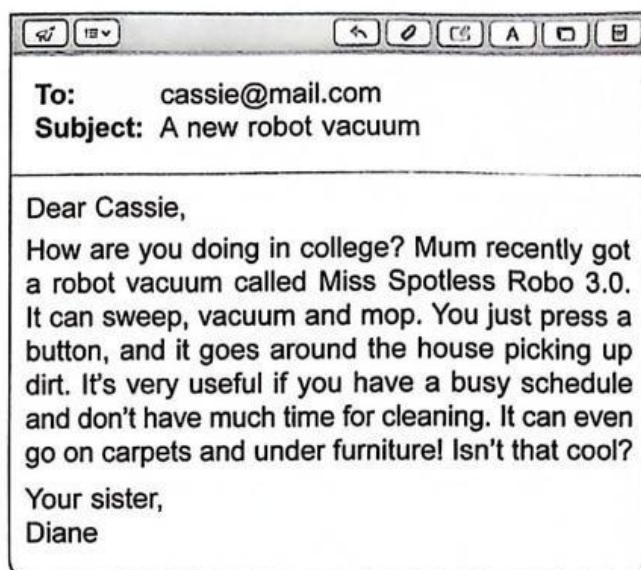 A
To: cassie@mail.com
Subject: A new robot vacuum
Dear Cassie,
How are you doing in college? Mum recently got
a robot vacuum called Miss Spotless Robo 3.0.
It can sweep, vacuum and mop. You just press a
button, and it goes around the house picking up
dirt. It's very useful if you have a busy schedule
and don't have much time for cleaning. It can even
go on carpets and under furniture! Isn't that cool?
Your sister,
Diane